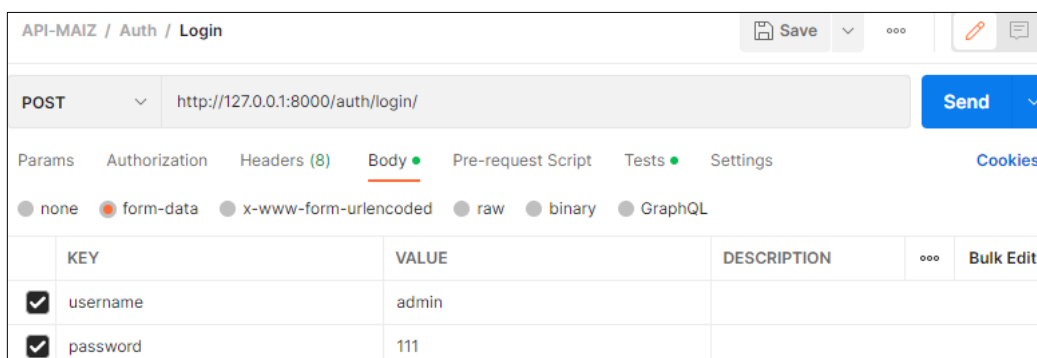 API-MAIZ / Auth / Login Save
POST http://127.0.0.1:8000/auth/login/ Send
Params Authorization Headers (8) Body Pre-request Script Tests Settings Cookies
none form-data x-www-form-urlencoded raw binary GraphQL
KEY VALUE DESCRIPTION Bulk Edit
username admin
password 111